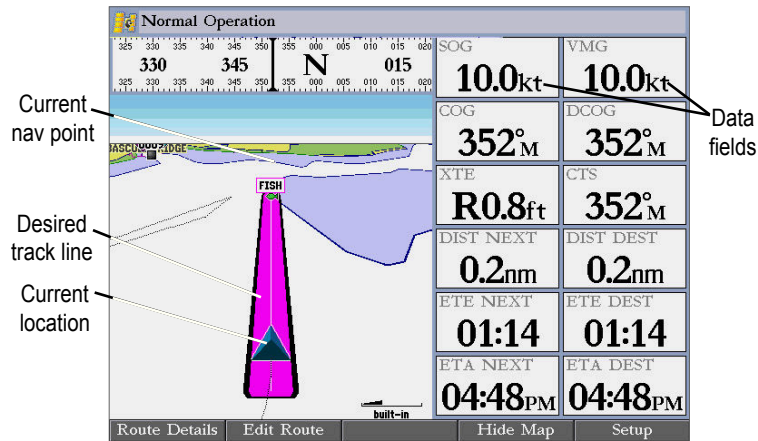 Normal Operation
325 330 335 340 345 350 355 000 005 010 015 020
330 345 N 015
325 330 335 340 345 350 355 000 005 010 015 020
Current
nav point
FISH
Desired
track line
Current
location
built-in
SOG
10.0kt
VMG
10.0kt
Data
fields
COG
352°M
DCOG
352°M
XTE
R0.8ft
CTS
352°M
DIST NEXT
0.2nm
DIST DEST
0.2nm
ETE NEXT
01:14
ETE DEST
01:14
ETA NEXT
04:48PM
ETA DEST
04:48PM
Route Details Edit Route Hide Map Setup